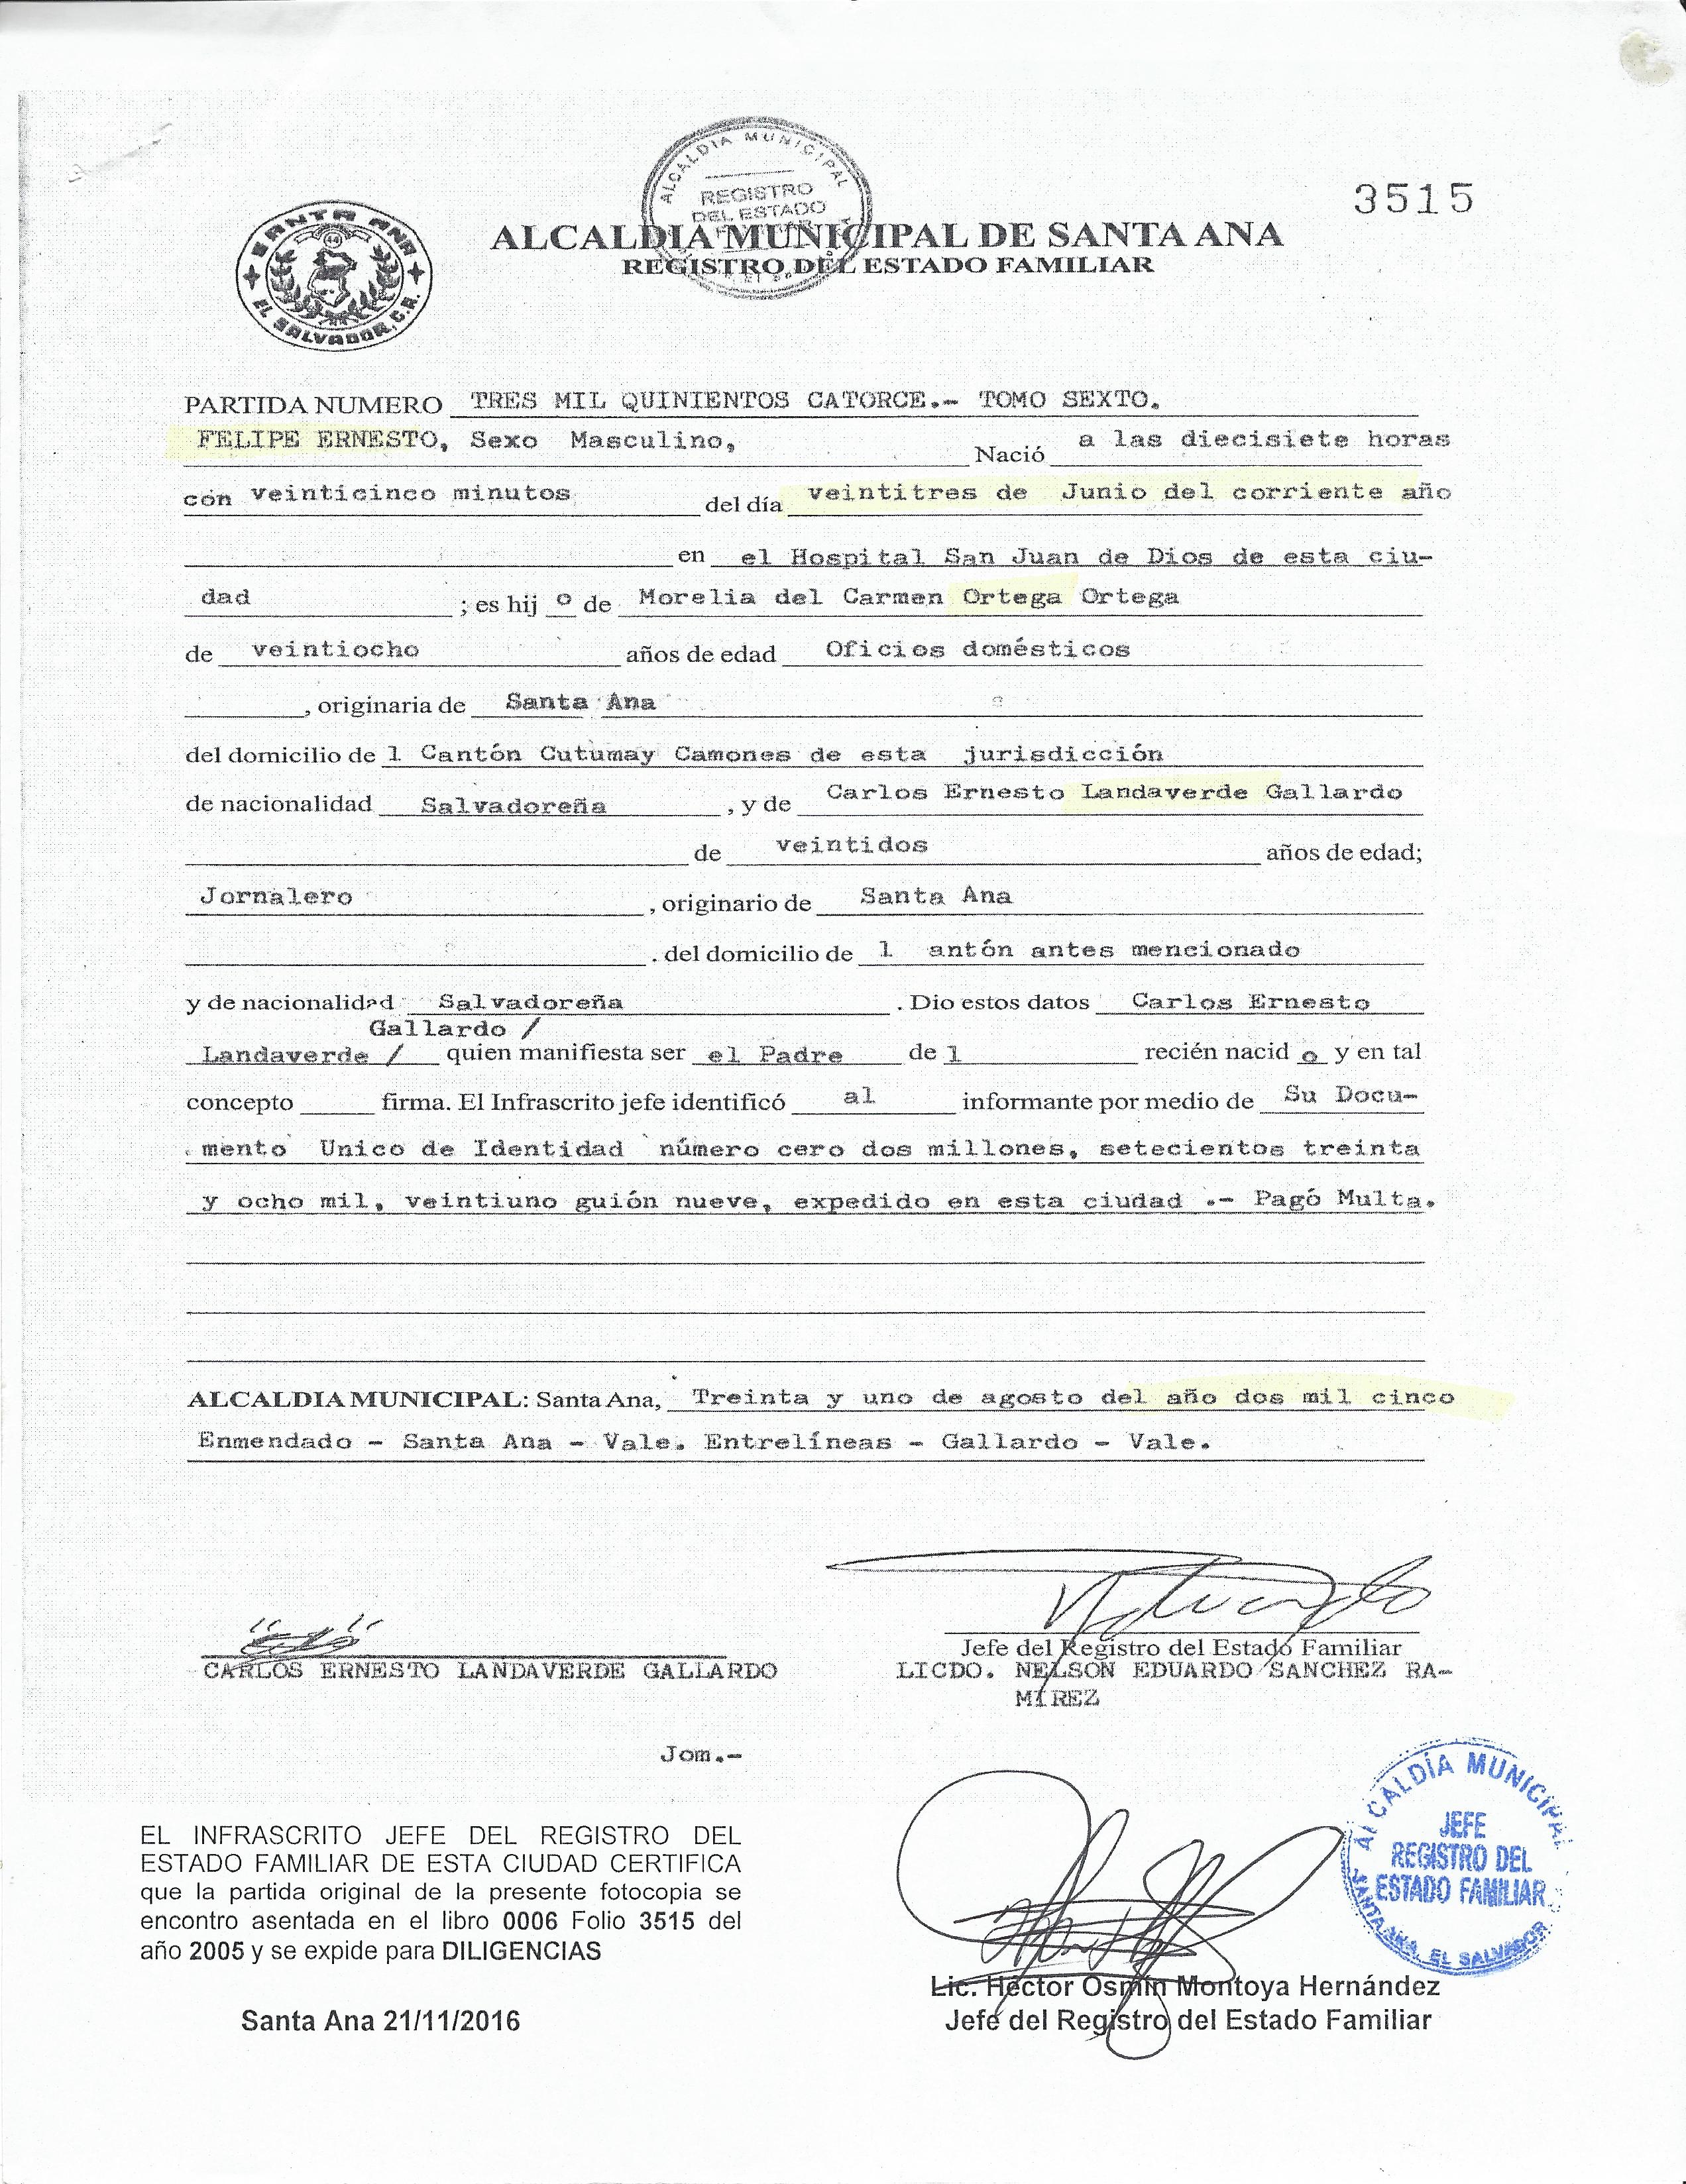 3515
ALCALDIA MUNICIPAL
REGISTRO
DEL ESTADO
SANTA ANA
44
EL SALVADOR, C.A.
ALCALDIA MUNICIPAL DE SANTA ANA
REGISTRO DEL ESTADO FAMILIAR
PARTIDA NUMERO TRES MIL QUINIENTOS CATORCE.- TOMO SEXTO.
FELIPE ERNESTO, Sexo Masculino, Nació a las diecisiete horas
con veinticinco minutos del día veintitres de Junio del corriente año
en el Hospital San Juan de Dios de esta ciu-
dad ; es hij o de Morelia del Carmen Ortega Ortega
de veintiocho años de edad Oficios domésticos
, originaria de Santa Ana
del domicilio de l Cantón Cutumay Camones de esta jurisdicción
de nacionalidad Salvadoreña , y de Carlos Ernesto Landaverde Gallardo
de veintidos años de edad;
Jornalero , originario de Santa Ana
. del domicilio de l antón antes mencionado
y de nacionalidad Salvadoreña . Dio estos datos Carlos Ernesto
Gallardo /
Landaverde / quien manifiesta ser el Padre de l recién nacid o y en tal
concepto firma. El Infrascrito jefe identificó al informante por medio de Su Docu-
mento Unico de Identidad número cero dos millones, setecientos treinta
y ocho mil, veintiuno guión nueve, expedido en esta ciudad .- Pagó Multa.
ALCALDIA MUNICIPAL: Santa Ana, Treinta y uno de agosto del año dos mil cinco
Enmendado - Santa Ana - Vale. Entrelíneas - Gallardo - Vale.
CARLOS ERNESTO LANDAVERDE GALLARDO
Jefe del Registro del Estado Familiar
LICDO. NELSON EDUARDO SANCHEZ RA-
MIREZ
Jom.-
EL INFRASCRITO JEFE DEL REGISTRO DEL
ESTADO FAMILIAR DE ESTA CIUDAD CERTIFICA
que la partida original de la presente fotocopia se
encontro asentada en el libro 0006 Folio 3515 del
año 2005 y se expide para DILIGENCIAS
Santa Ana 21/11/2016
ALCALDÍA MUNICIPAL
JEFE
REGISTRO DEL
ESTADO FAMILIAR
SANTA ANA, EL SALVADOR
Lic. Héctor Osmín Montoya Hernández
Jefe del Registro del Estado Familiar